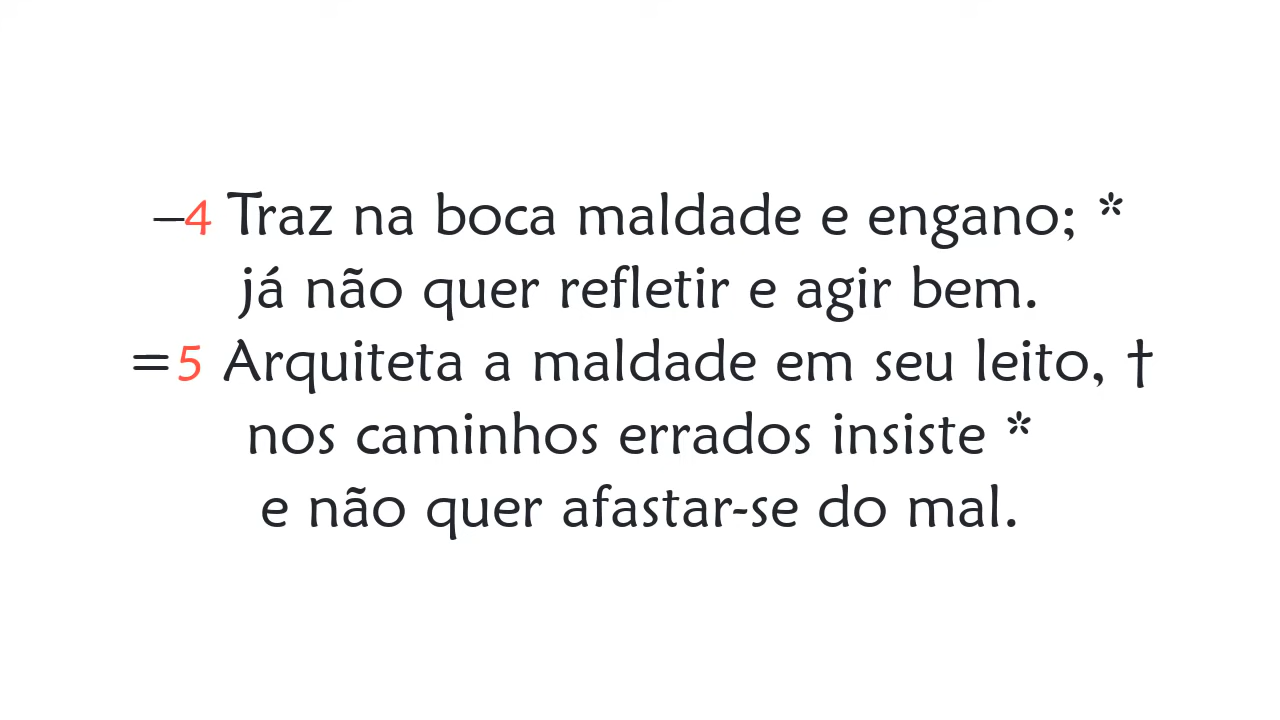 –4 Traz na boca maldade e engano; *
já não quer refletir e agir bem.
=5 Arquiteta a maldade em seu leito, †
nos caminhos errados insiste *
e não quer afastar-se do mal.